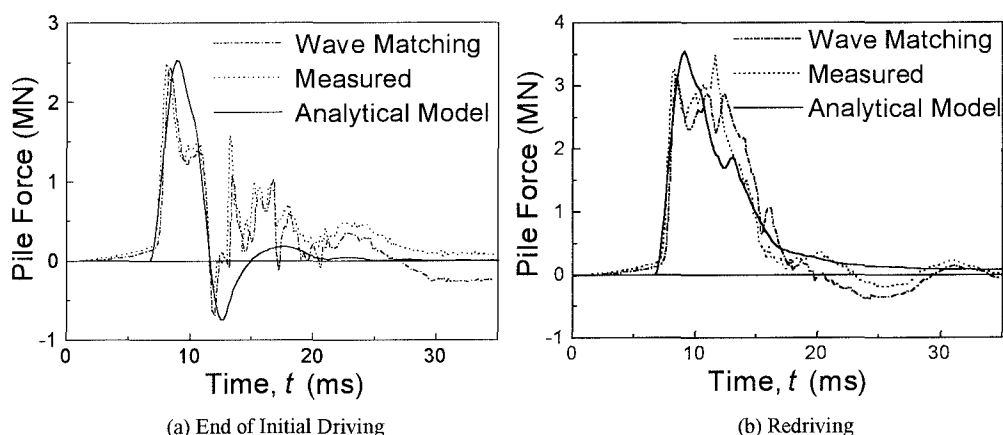 (a)
3
2
1
0
-1
Pile Force (MN)
Wave Matching
Measured
Analytical Model
0
10
20
30
Time, t (ms)
(a) End of Initial Driving
(b)
4
3
2
1
0
-1
Pile Force (MN)
Wave Matching
Measured
Analytical Model
0
10
20
30
Time, t (ms)
(b) Redriving